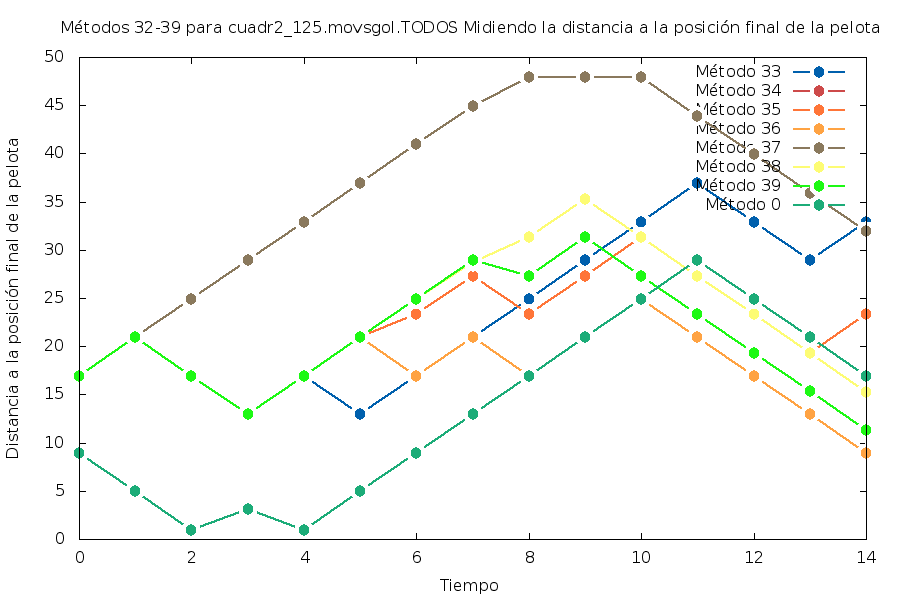 Métodos 32-39 para cuadr2_125.movsgol.TODOS Midiendo la distancia a la posición final de la pelota
50
45
40
35
30
25
20
15
10
5
0
Distancia a la posición final de la pelota
Método 33
Método 34
Método 35
Método 36
Método 37
Método 38
Método 39
Método 0
0 2 4 6 8 10 12 14
Tiempo